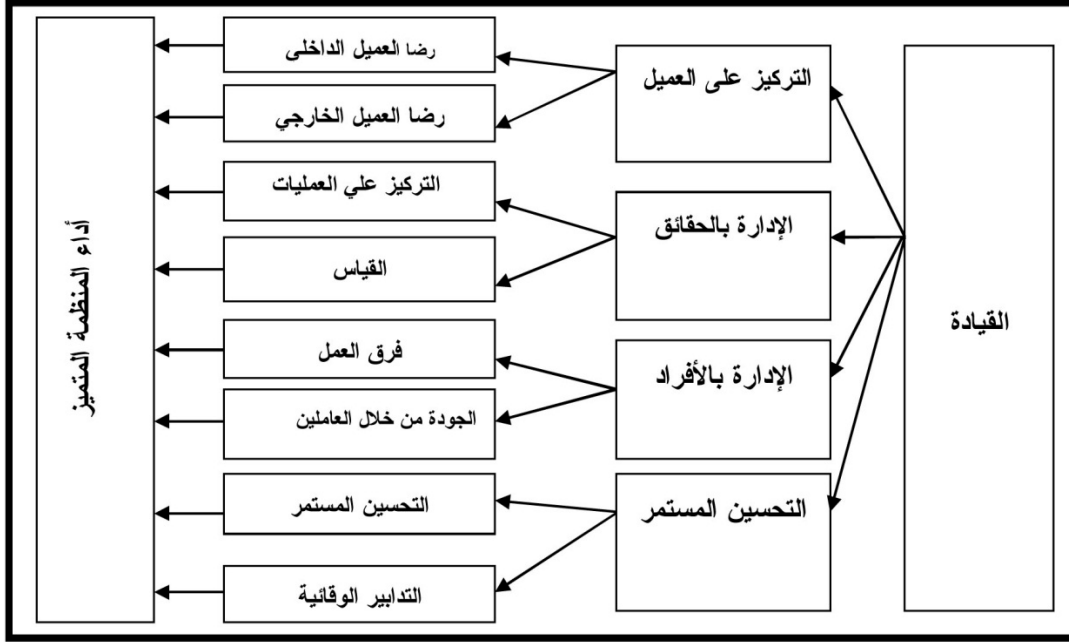 القيادة
التركيز على العميل
الإدارة بالحقائق
الإدارة بالأفراد
التحسين المستمر
رضا العميل الداخلى
رضا العميل الخارجي
التركيز علي العمليات
القياس
فرق العمل
الجودة من خلال العاملين
التحسين المستمر
التدابير الوقائية
أداء المنظمة المتميز